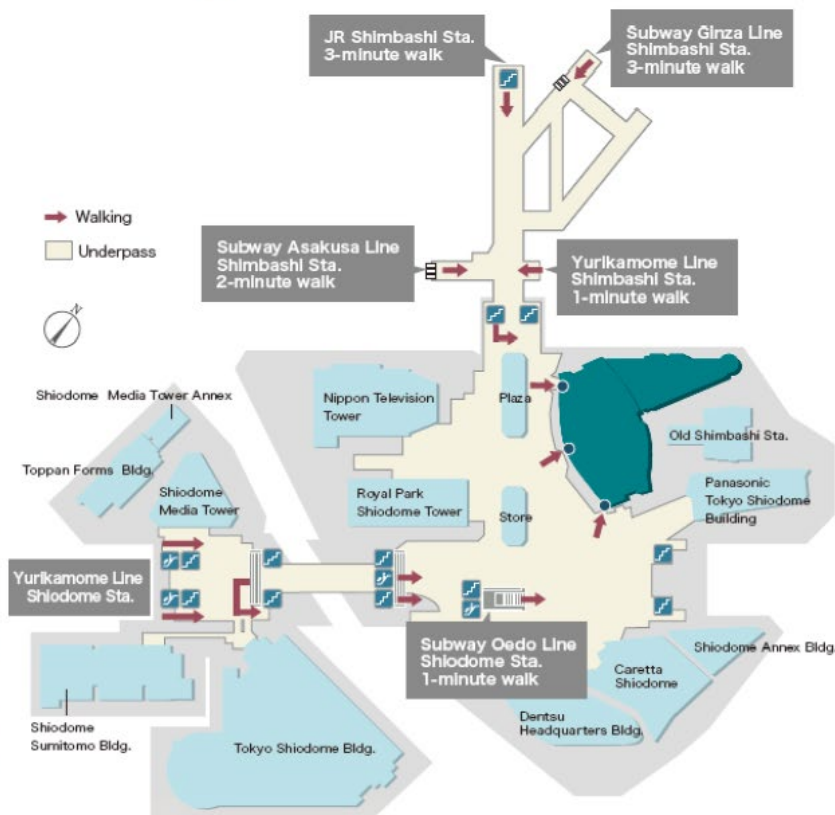 JR Shimbashi Sta.
3-minute walk
Subway Ginza Line
Shimbashi Sta.
3-minute walk
Walking
Underpass
Subway Asakusa Line
Shimbashi Sta.
2-minute walk
Yurikamome Line
Shimbashi Sta.
1-minute walk
N
Shiodome Media Tower Annex
Nippon Television
Tower
Plaza
Old Shimbashi Sta.
Toppan Forms Bldg.
Shiodome
Media Tower
Royal Park
Shiodome Tower
Store
Panasonic
Tokyo Shiodome
Building
Yurikamome Line
Shiodome Sta.
Subway Oedo Line
Shiodome Sta.
1-minute walk
Shiodome Annex Bldg.
Caretta
Shiodome
Dentsu
Headquarters Bldg.
Shiodome
Sumitomo Bldg.
Tokyo Shiodome Bldg.